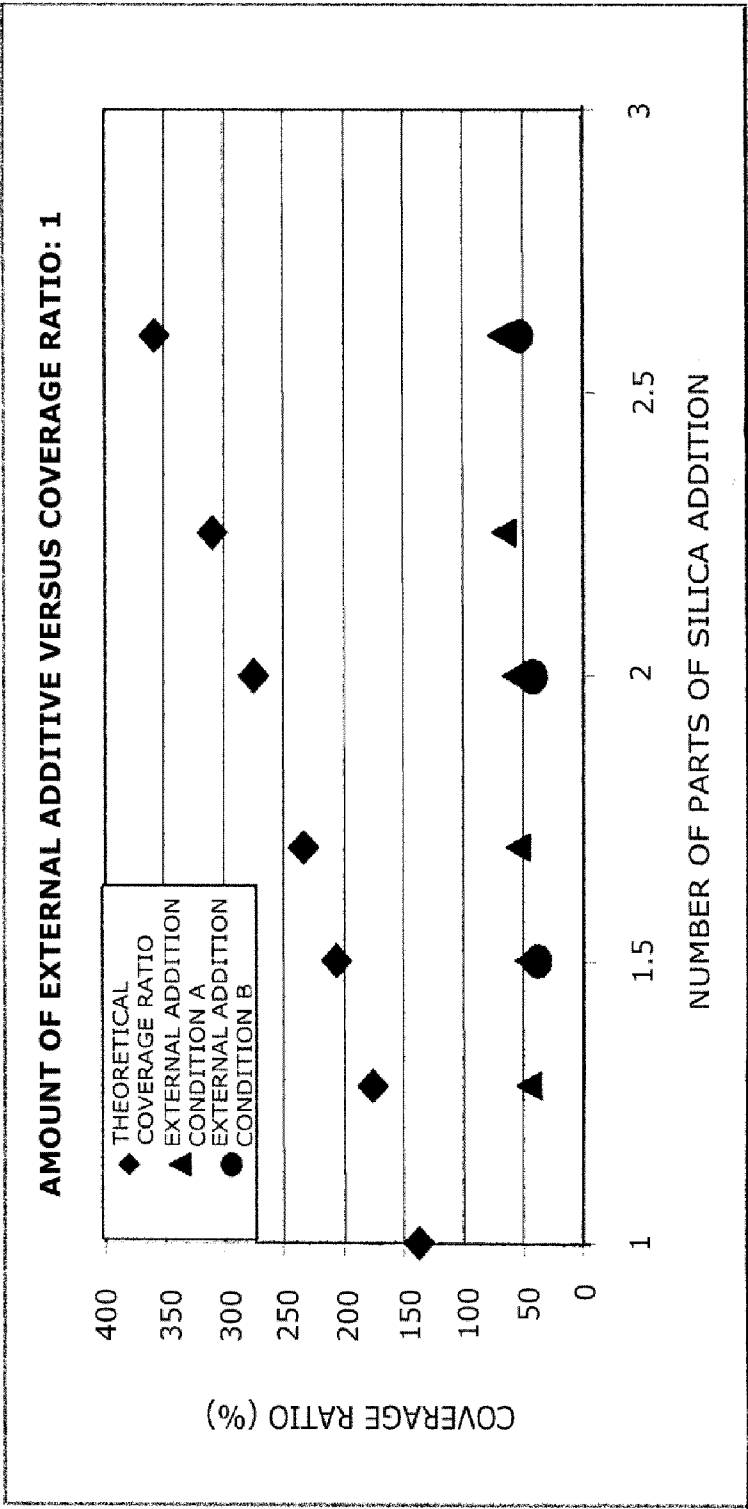 AMOUNT OF EXTERNAL ADDITIVE VERSUS COVERAGE RATIO: 1
THEORETICAL
COVERAGE RATIO
EXTERNAL ADDITION
CONDITION A
EXTERNAL ADDITION
CONDITION B
400
350
300
250
200
150
100
50
0
COVERAGE RATIO (%)
1
1.5
2
2.5
3
NUMBER OF PARTS OF SILICA ADDITION